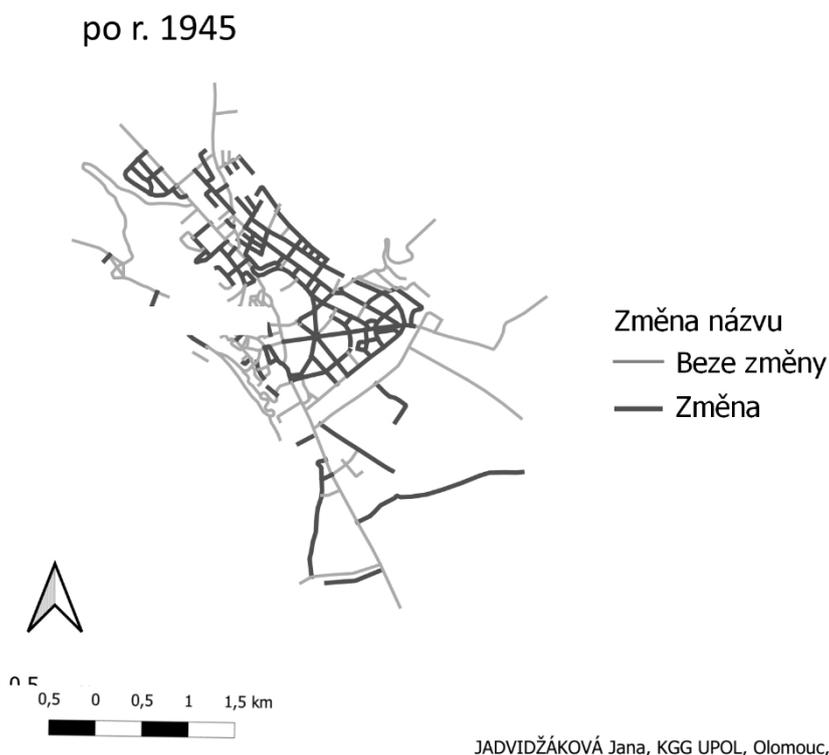 po r. 1945
Změna názvu
Beze změny
Změna
0,5 0 0,5 1 1,5 km
JADVIDŽÁKOVÁ Jana, KGG UPOL, Olomouc,